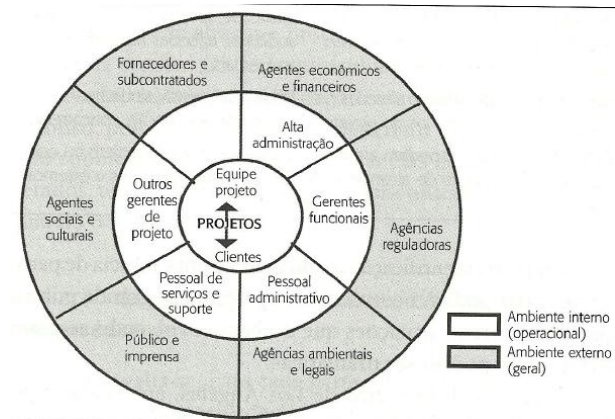 Fornecedores e
subcontratados
Agentes econômicos
e financeiros
Alta
administração
Equipe
projeto
Outros
gerentes
de
projeto
Gerentes
funcionais
Agentes
sociais e
culturais
PROJETOS
Agências
reguladoras
Clientes
Pessoal de
serviços e
suporte
Pessoal
administrativo
Público e
imprensa
Agências ambientais
e legais
Ambiente interno
(operacional)
Ambiente externo
(geral)